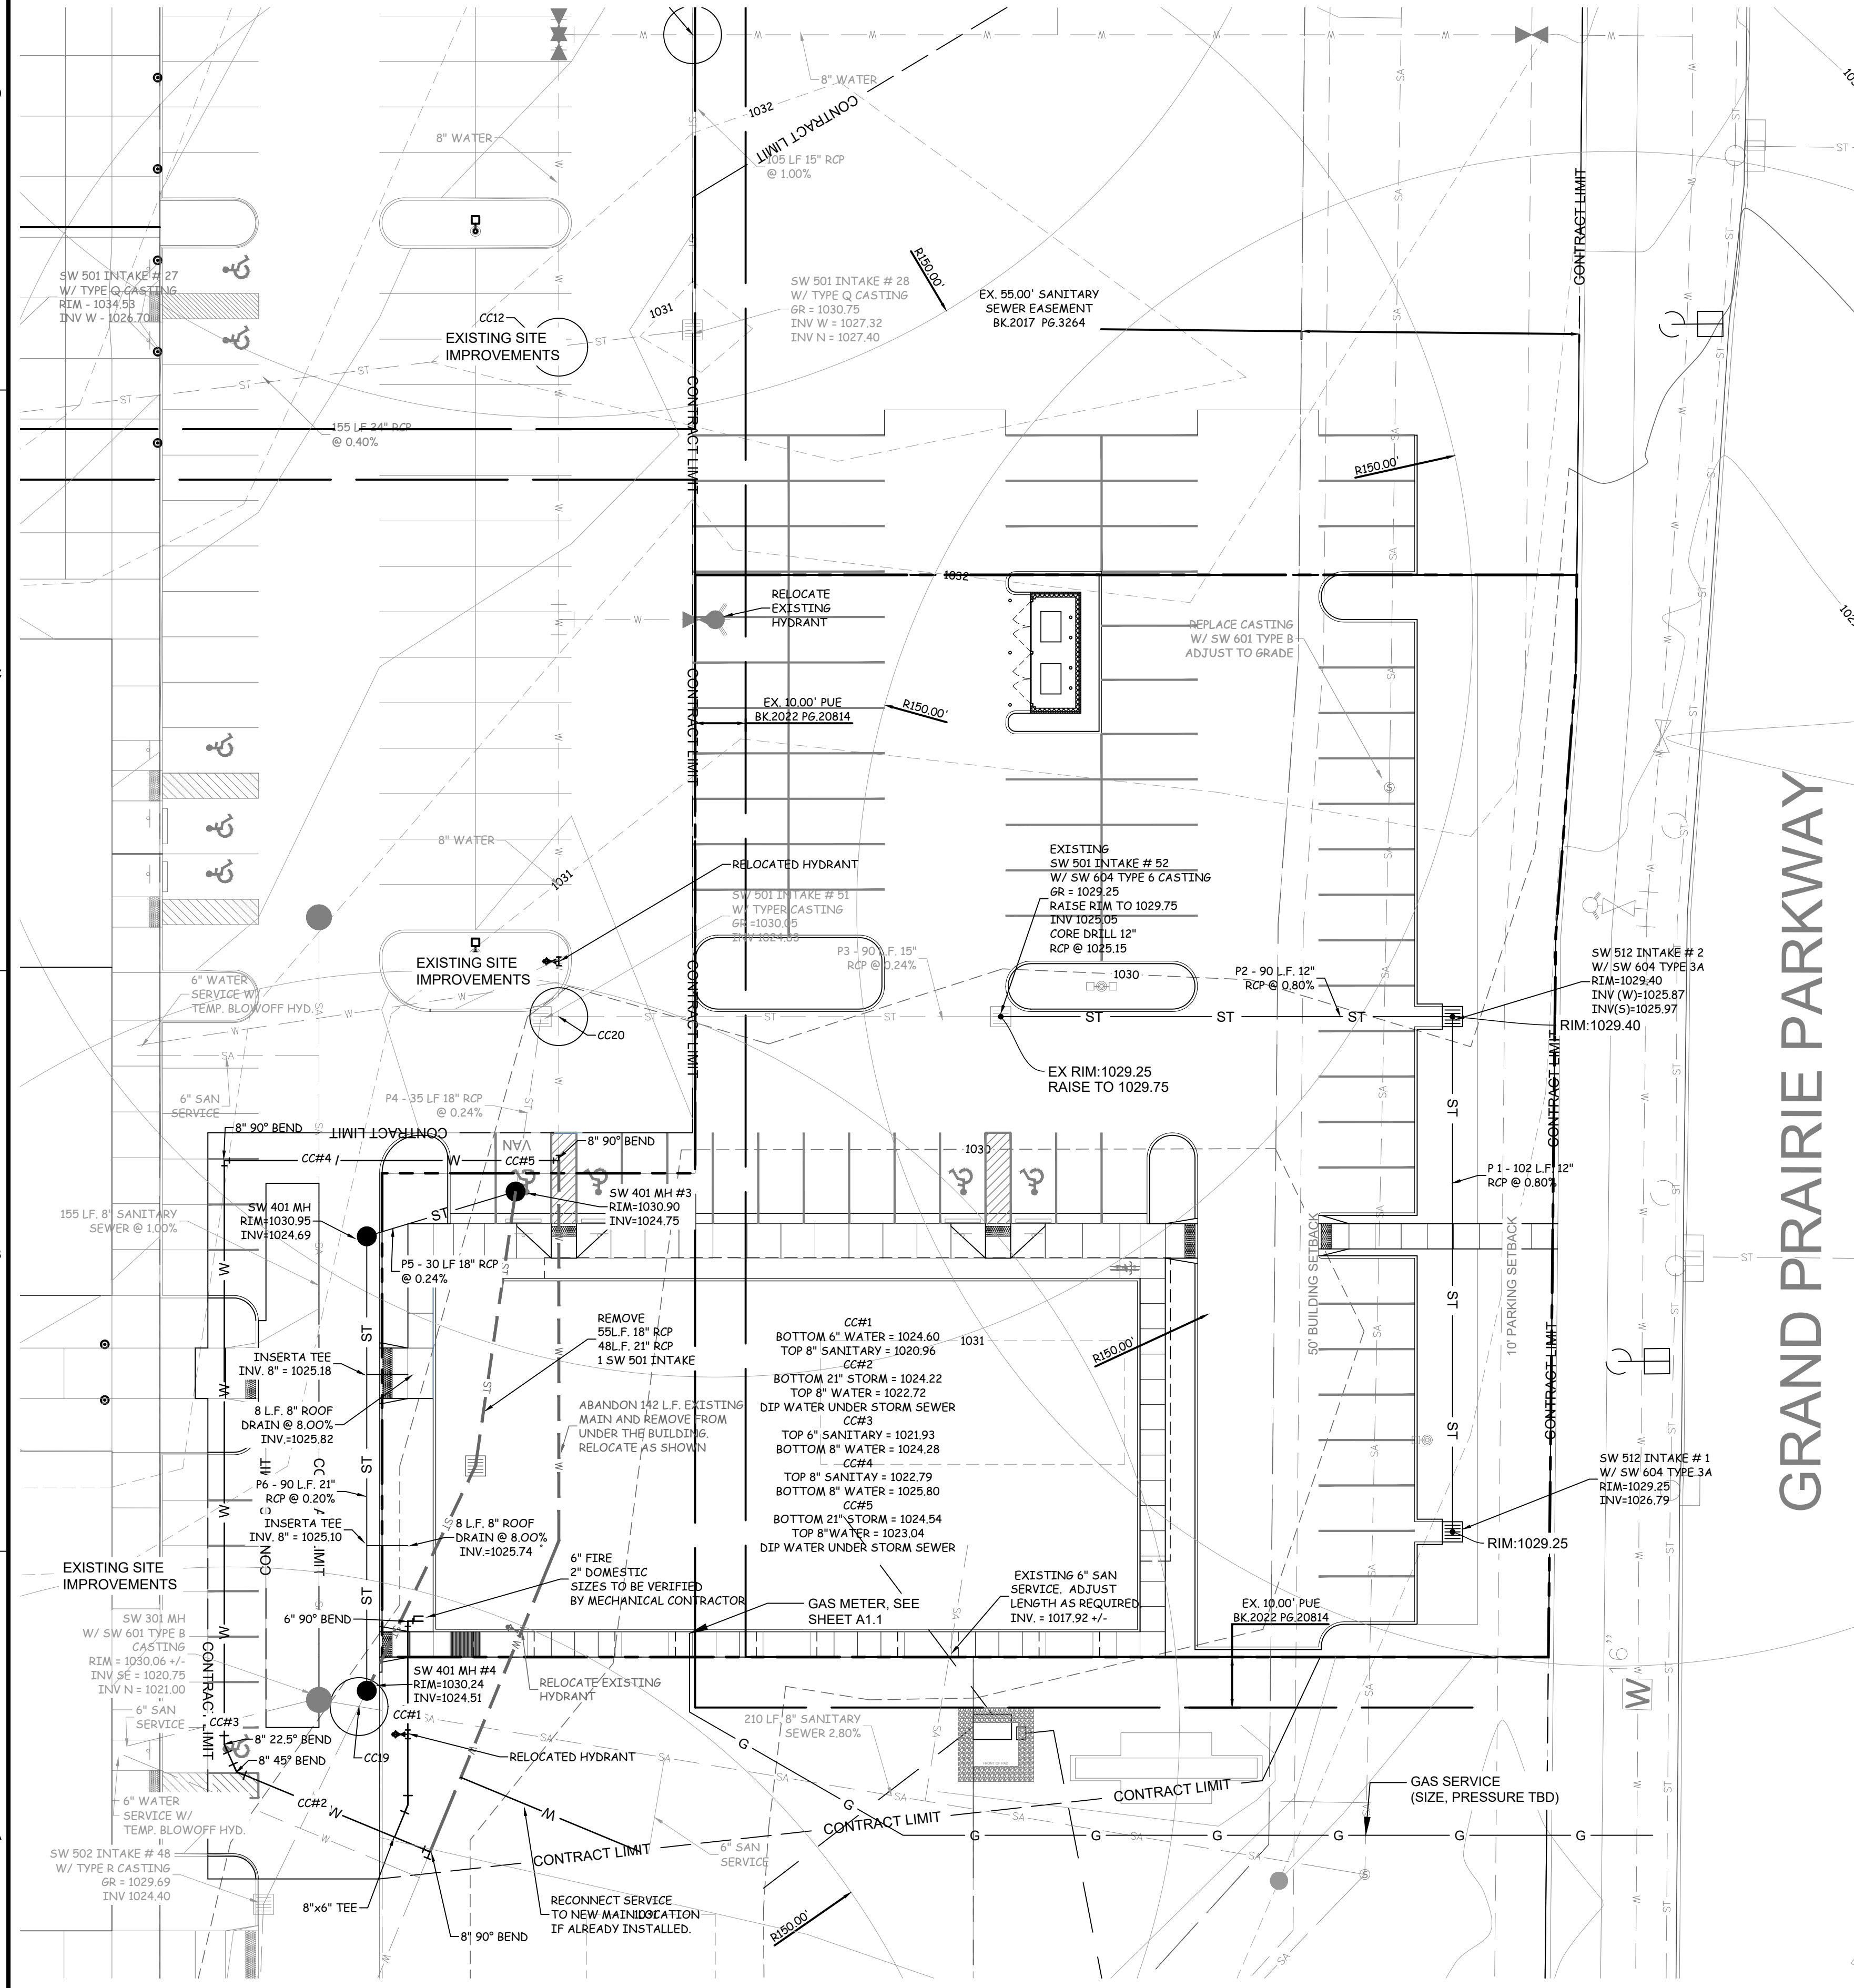 8" WATER
1032
CONTRACT LIMIT
8" WATER
105 LF 15" RCP
@ 1.00%
CONTRACT LIMIT
R150.00'
SW 501 INTAKE # 27
W/ TYPE Q CASTING
RIM - 1034.53
INV W - 1026.70
SW 501 INTAKE # 28
W/ TYPE Q CASTING
GR = 1030.75
INV W = 1027.32
INV N = 1027.40
EX. 55.00' SANITARY
SEWER EASEMENT
BK.2017 PG.3264
1031
CC12
EXISTING SITE
IMPROVEMENTS
155 LF 24" RCP
@ 0.40%
CONTRACT LIMIT
R150.00'
1032
RELOCATE
EXISTING
HYDRANT
REPLACE CASTING
W/ SW 601 TYPE B
ADJUST TO GRADE
CONTRACT LIMIT
EX. 10.00' PUE
BK.2022 PG.20814
R150.00'
GRAND PRAIRIE PARKWAY
8" WATER
1031
RELOCATED HYDRANT
SW 501 INTAKE # 51
W/ TYPER CASTING
GR =1030.05
INV 1024.83
EXISTING
SW 501 INTAKE # 52
W/ SW 604 TYPE 6 CASTING
GR = 1029.25
RAISE RIM TO 1029.75
INV 1025.05
CORE DRILL 12"
RCP @ 1025.15
EXISTING SITE
IMPROVEMENTS
P3 - 90 L.F. 15"
RCP @ 0.24%
1030
P2 - 90 L.F. 12"
RCP @ 0.80%
SW 512 INTAKE # 2
W/ SW 604 TYPE 3A
RIM=1029.40
INV (W)=1025.87
INV(S)=1025.97
RIM:1029.40
6" WATER
SERVICE W/
TEMP. BLOWOFF HYD.
CONTRACT LIMIT
ST
ST
ST
CC20
EX RIM:1029.25
RAISE TO 1029.75
SA
6" SAN
SERVICE
P4 - 35 LF 18" RCP
@ 0.24%
CONTRACT LIMIT
ST
8" 90° BEND
CONTRACT LIMIT
VAN
8" 90° BEND
1030
CC#4
W
CC#5
P 1 - 102 L.F. 12"
RCP @ 0.80%
155 LF. 8" SANITARY
SEWER @ 1.00%
SW 401 MH
RIM=1030.95
INV=1024.69
ST
SW 401 MH #3
RIM=1030.90
INV=1024.75
P5 - 30 LF 18" RCP
@ 0.24%
50' BUILDING SETBACK
10' PARKING SETBACK
REMOVE
55L.F. 18" RCP
48L.F. 21" RCP
1 SW 501 INTAKE
CC#1
BOTTOM 6" WATER = 1024.60
TOP 8" SANITARY = 1020.96
CC#2
BOTTOM 21" STORM = 1024.22
TOP 8" WATER = 1022.72
DIP WATER UNDER STORM SEWER
CC#3
TOP 6" SANITARY = 1021.93
BOTTOM 8" WATER = 1024.28
CC#4
TOP 8" SANITAY = 1022.79
BOTTOM 8" WATER = 1025.80
CC#5
BOTTOM 21" STORM = 1024.54
TOP 8"WATER = 1023.04
DIP WATER UNDER STORM SEWER
1031
R150.00'
CONTRACT LIMIT
INSERTA TEE
INV. 8" = 1025.18
8 L.F. 8" ROOF
DRAIN @ 8.00%
INV.=1025.82
ABANDON 142 L.F. EXISTING
MAIN AND REMOVE FROM
UNDER THE BUILDING.
RELOCATE AS SHOWN
P6 - 90 L.F. 21"
RCP @ 0.20%
INSERTA TEE
INV. 8" = 1025.10
8 L.F. 8" ROOF
DRAIN @ 8.00%
INV.=1025.74
SW 512 INTAKE # 1
W/ SW 604 TYPE 3A
RIM=1029.25
INV=1026.79
RIM:1029.25
EXISTING SITE
IMPROVEMENTS
6" FIRE
2" DOMESTIC
SIZES TO BE VERIFIED
BY MECHANICAL CONTRACTOR
6" 90° BEND
GAS METER, SEE
SHEET A1.1
EXISTING 6" SAN
SERVICE. ADJUST
LENGTH AS REQUIRED
INV. = 1017.92 +/-
EX. 10.00' PUE
BK.2022 PG.20814
SW 301 MH
W/ SW 601 TYPE B
CASTING
RIM = 1030.06 +/-
INV SE = 1020.75
INV N = 1021.00
CONTRACT LIMIT
SW 401 MH #4
RIM=1030.24
INV=1024.51
RELOCATE EXISTING
HYDRANT
16"
W
6" SAN
SERVICE
CC#3
CC#1
8" 22.5° BEND
8" 45° BEND
CC19
RELOCATED HYDRANT
210 LF. 8" SANITARY
SEWER 2.80%
G
CONTRACT LIMIT
GAS SERVICE
(SIZE, PRESSURE TBD)
6" WATER
SERVICE W/
TEMP. BLOWOFF HYD.
CC#2
W
W
CONTRACT LIMIT
G
G
G
G
G
G
G
SW 502 INTAKE # 48
W/ TYPE R CASTING
GR = 1029.69
INV 1024.40
CONTRACT LIMIT
6" SAN
SERVICE
8"x6" TEE
RECONNECT SERVICE
TO NEW MAIN LOCATION
IF ALREADY INSTALLED.
8" 90° BEND
R150.00'